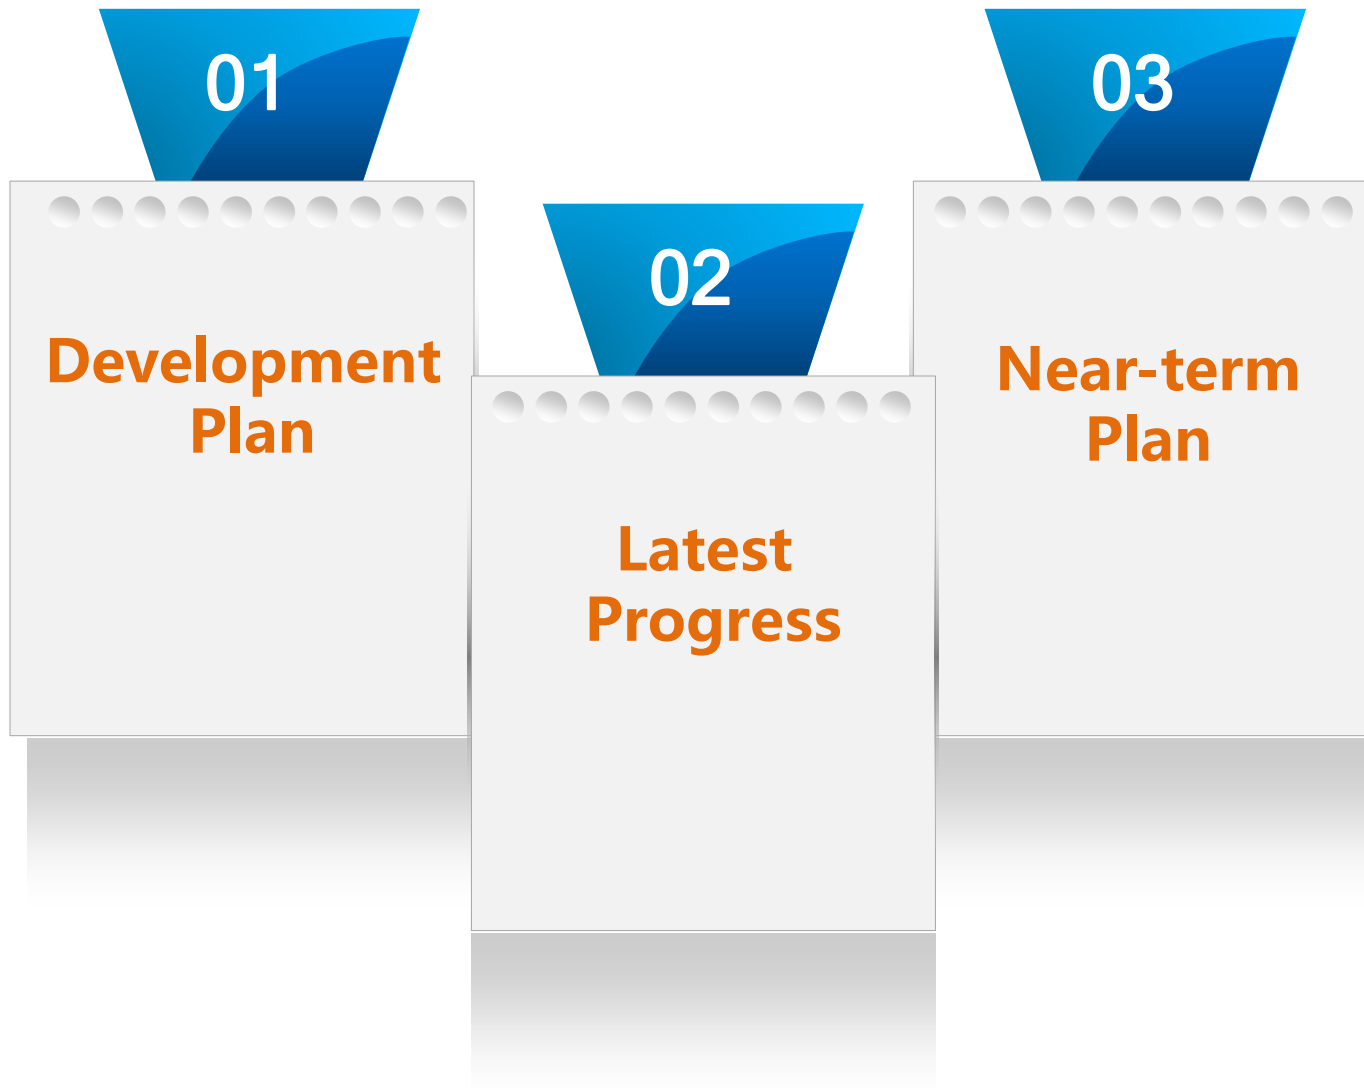 01
Development
Plan
02
Latest
Progress
03
Near-term
Plan